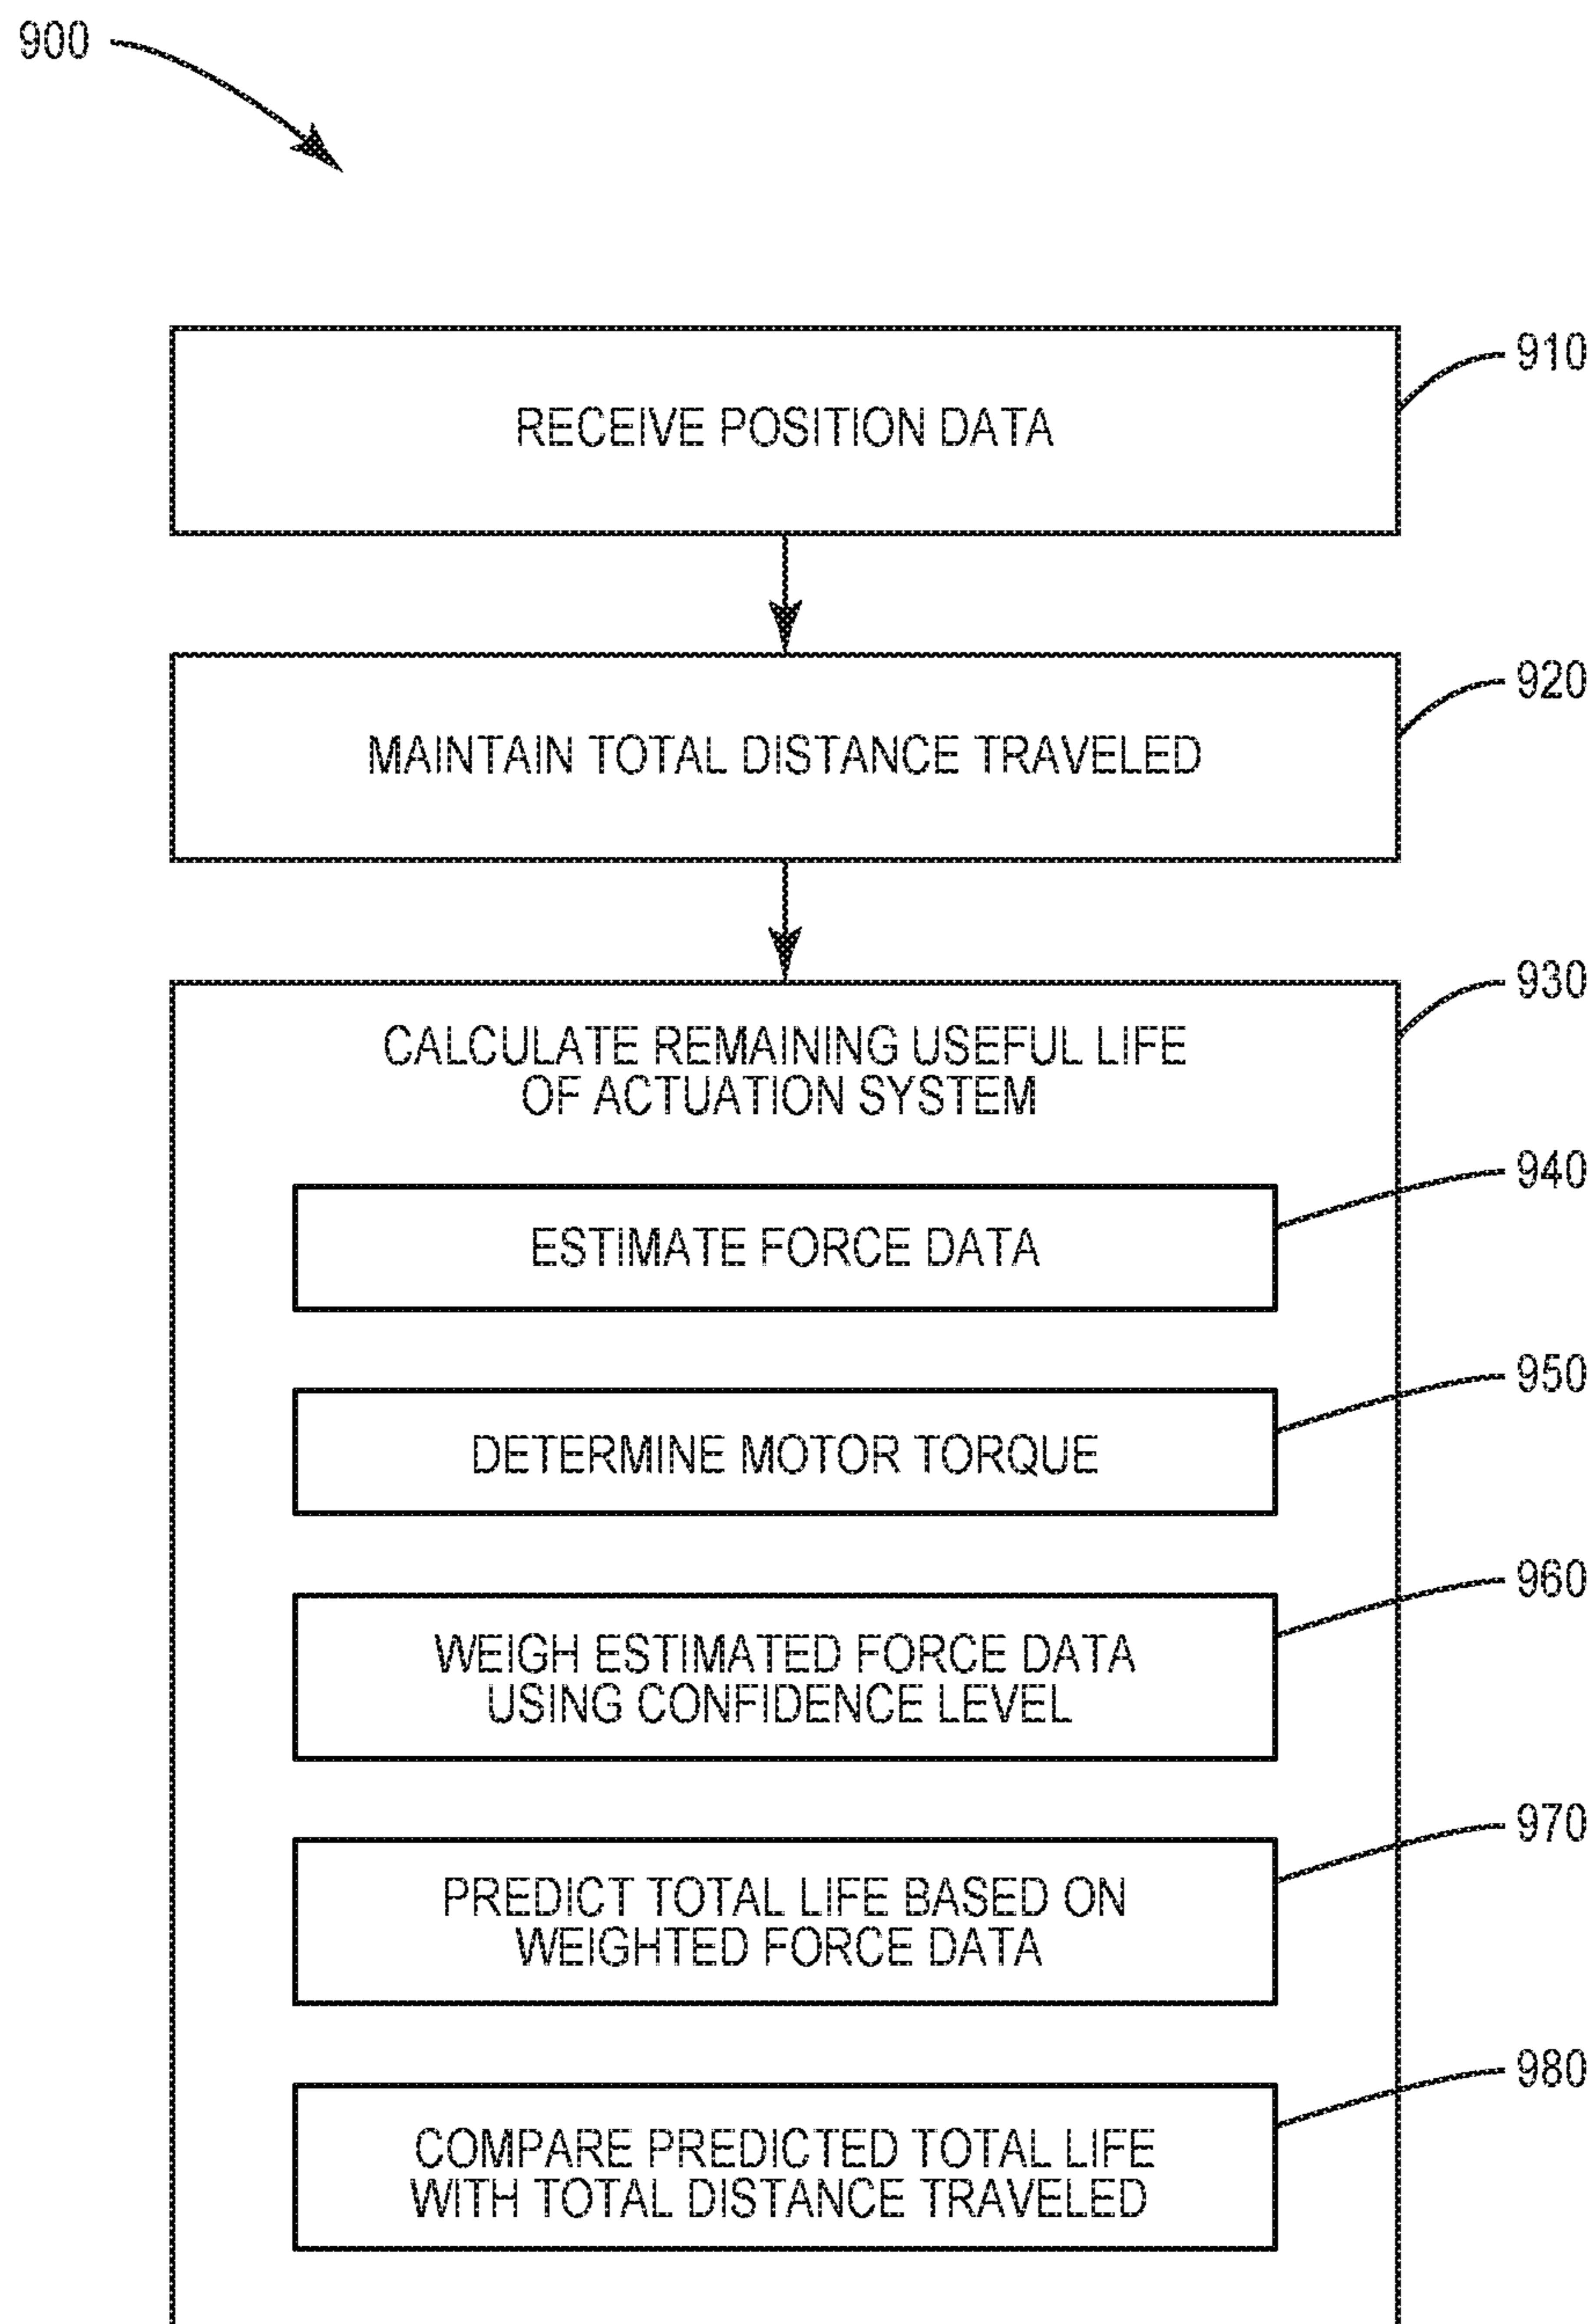 900
910
RECEIVE POSITION DATA
920
MAINTAIN TOTAL DISTANCE TRAVELED
930
CALCULATE REMAINING USEFUL LIFE
OF ACTUATION SYSTEM
940
ESTIMATE FORCE DATA
950
DETERMINE MOTOR TORQUE
960
WEIGH ESTIMATED FORCE DATA
USING CONFIDENCE LEVEL
970
PREDICT TOTAL LIFE BASED ON
WEIGHTED FORCE DATA
980
COMPARE PREDICTED TOTAL LIFE
WITH TOTAL DISTANCE TRAVELED